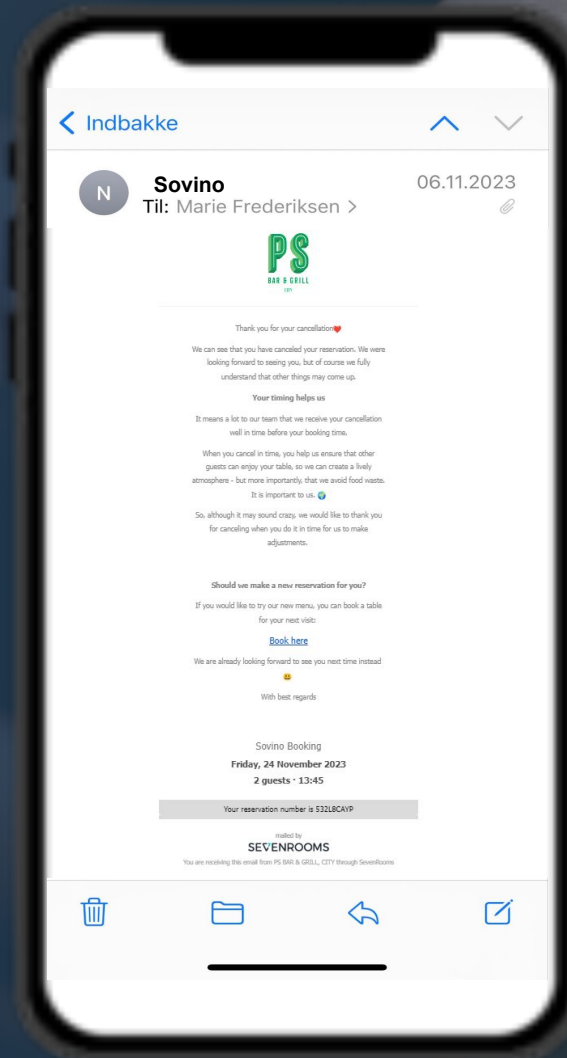 Indbakke
N
Sovino
06.11.2023
Til: Marie Frederiksen >
PS
BAR & GRILL
CITY
Thank you for your cancellation❤️
We can see that you have canceled your reservation. We were
looking forward to seeing you, but of course we fully
understand that other things may come up.
Your timing helps us
It means a lot to our team that we receive your cancellation
well in time before your booking time.
When you cancel in time, you help us ensure that other
guests can enjoy your table, so we can create a lively
atmosphere - but more importantly, that we avoid food waste.
It is important to us. 🌍
So, although it may sound crazy, we would like to thank you
for canceling when you do it in time for us to make
adjustments.
Should we make a new reservation for you?
If you would like to try our new menu, you can book a table
for your next visit:
Book here
We are already looking forward to see you next time instead
😃
With best regards
Sovino Booking
Friday, 24 November 2023
2 guests · 13:45
Your reservation number is 532L8CAYP
mailed by
SEVENROOMS
You are receiving this email from PS BAR & GRILL, CITY through SevenRooms